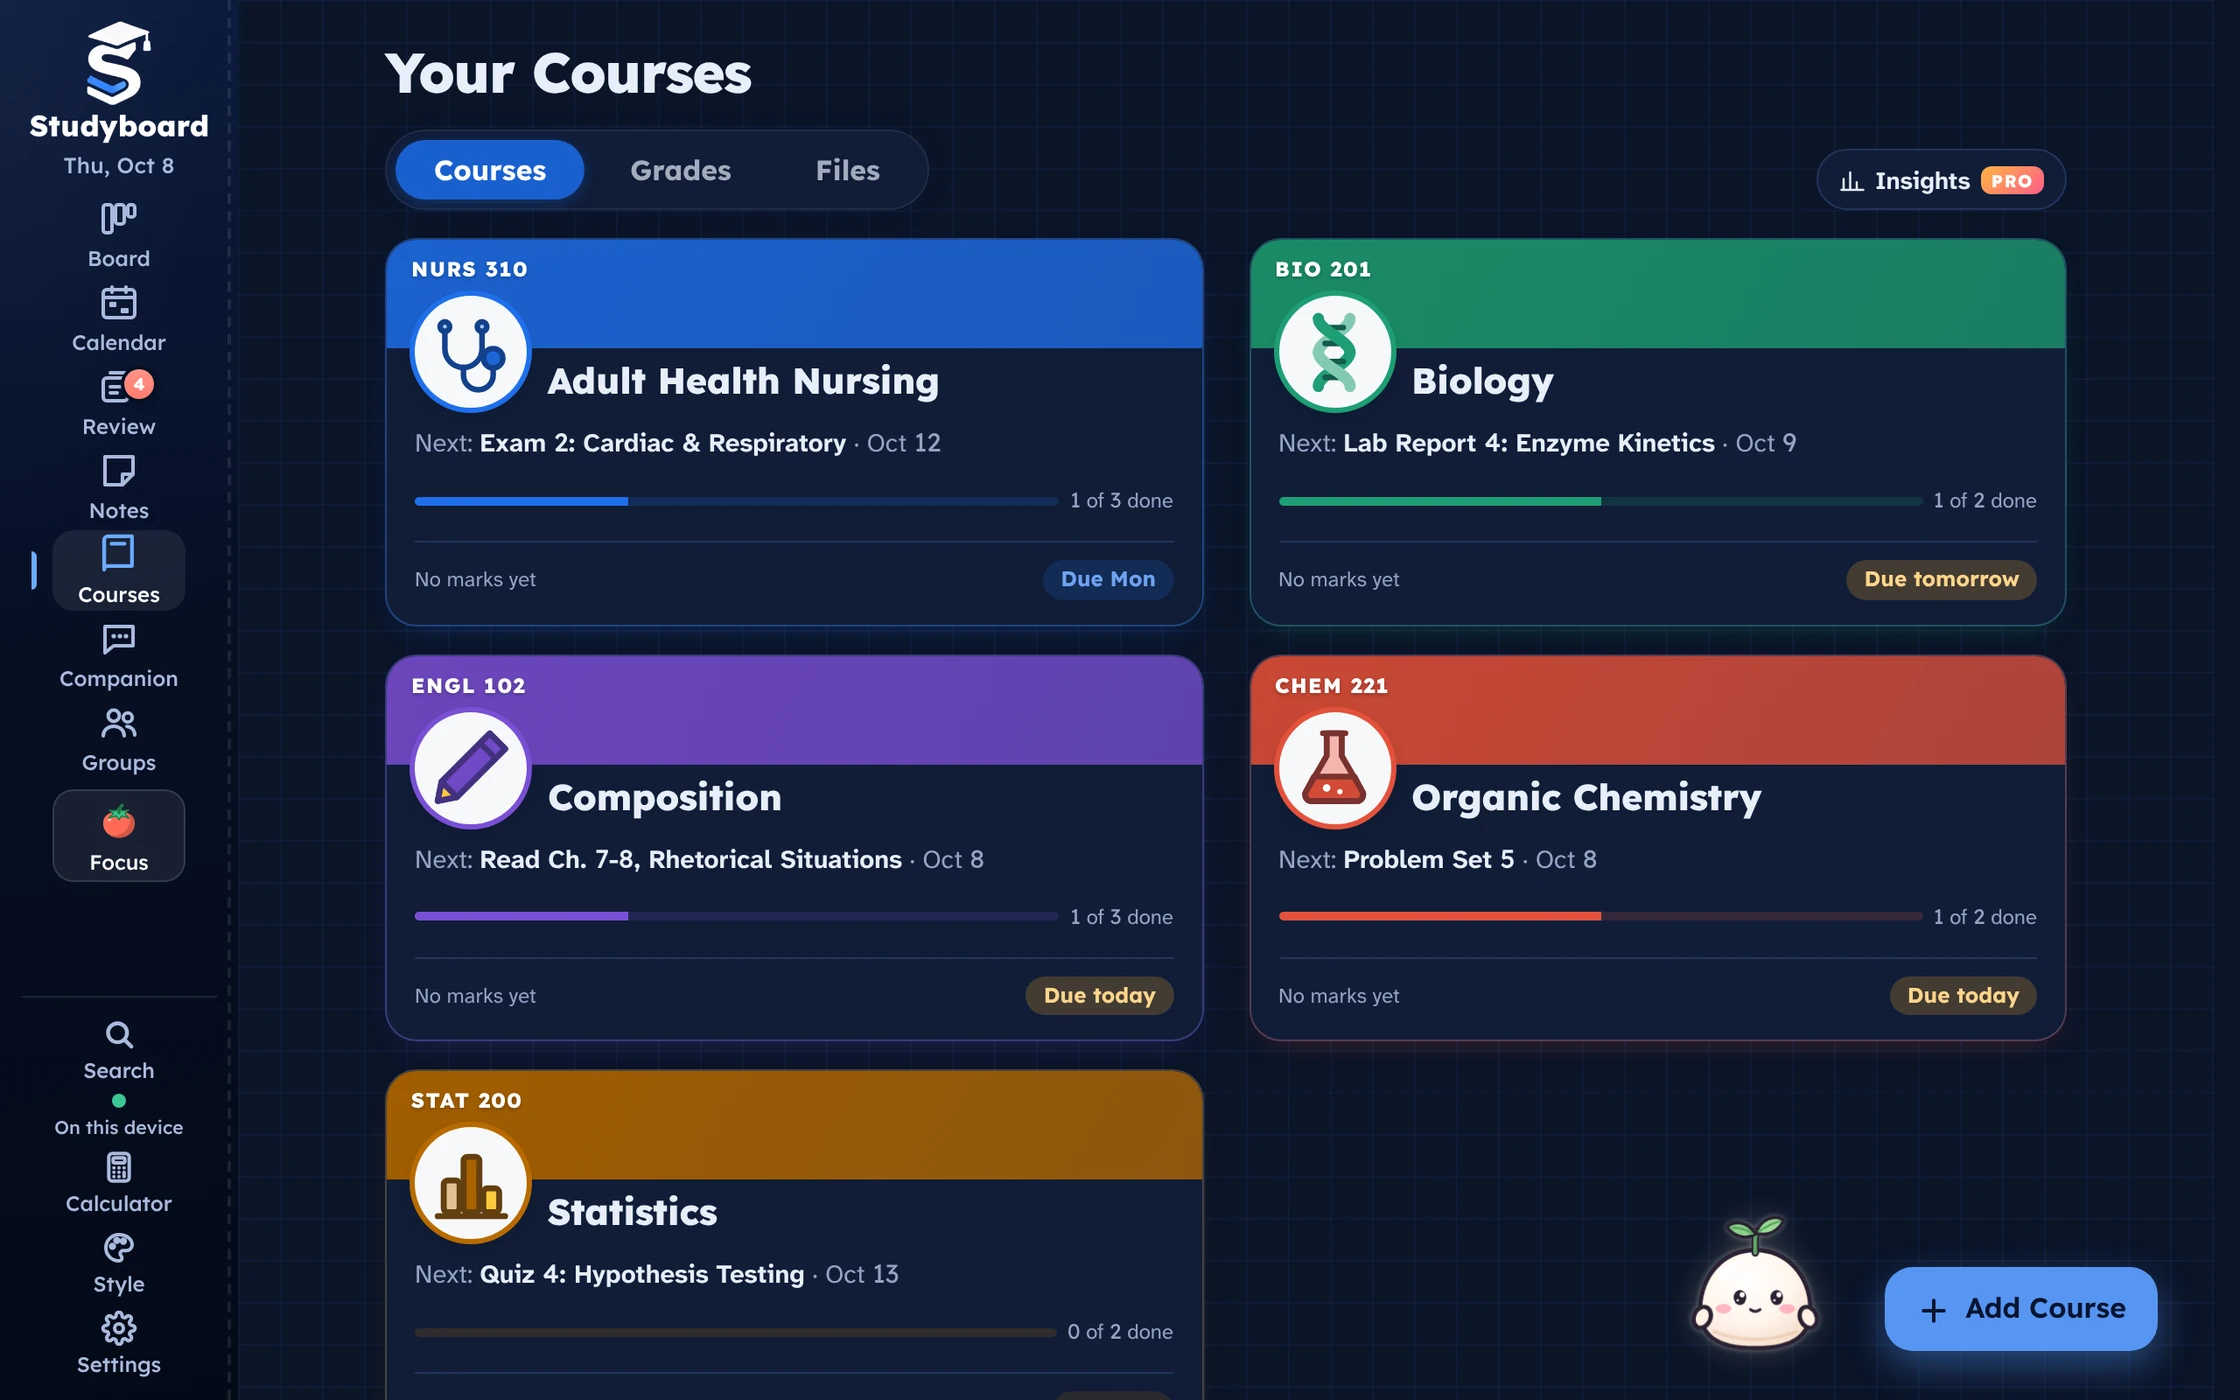 Studyboard
Thu, Oct 8
Board
Calendar
4
Review
Notes
Courses
Companion
Groups
Focus
Search
On this device
Calculator
Style
Settings
Your Courses
Courses Grades Files
Insights PRO
NURS 310
Adult Health Nursing
Next: Exam 2: Cardiac & Respiratory · Oct 12
1 of 3 done
No marks yet
Due Mon
BIO 201
Biology
Next: Lab Report 4: Enzyme Kinetics · Oct 9
1 of 2 done
No marks yet
Due tomorrow
ENGL 102
Composition
Next: Read Ch. 7-8, Rhetorical Situations · Oct 8
1 of 3 done
No marks yet
Due today
CHEM 221
Organic Chemistry
Next: Problem Set 5 · Oct 8
1 of 2 done
No marks yet
Due today
STAT 200
Statistics
Next: Quiz 4: Hypothesis Testing · Oct 13
0 of 2 done
+ Add Course